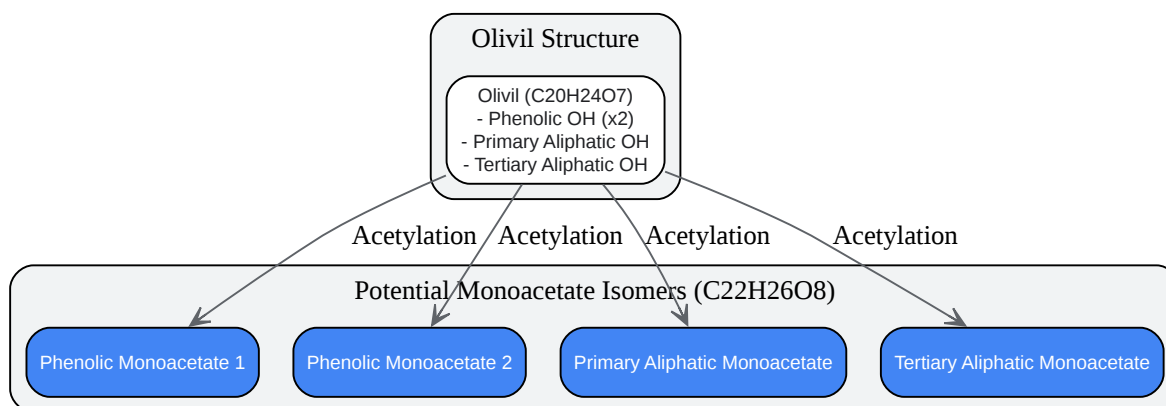 Olivil Structure
Olivil (C20H24O7)
- Phenolic OH (x2)
- Primary Aliphatic OH
- Tertiary Aliphatic OH
Acetylation
Acetylation
Acetylation
Acetylation
Potential Monoacetate Isomers (C22H26O8)
Phenolic Monoacetate 1
Phenolic Monoacetate 2
Primary Aliphatic Monoacetate
Tertiary Aliphatic Monoacetate